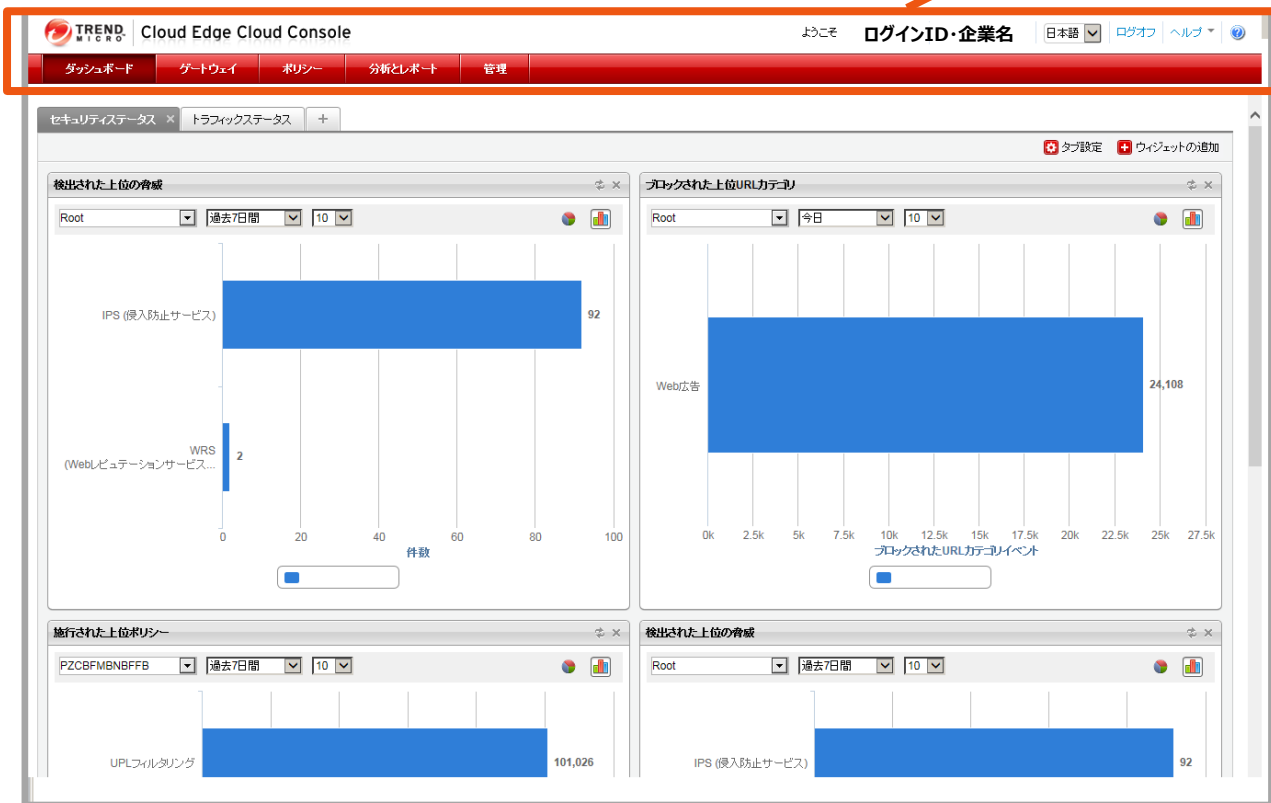 TREND MICRO Cloud Edge Cloud Console ようこそ ログインID・企業名 日本語 ログオフ ヘルプ
ダッシュボード ゲートウェイ ポリシー 分析とレポート 管理
セキュリティステータス × トラフィックステータス +
タブ設定 ウィジェットの追加
検出された上位の脅威
Root 過去7日間 10
IPS (侵入防止サービス)
92
WRS
(Webレピュテーションサービス...
2
0 20 40 60 80 100
件数
ブロックされた上位URLカテゴリ
Root 今日 10
Web広告
24,108
0k 2.5k 5k 7.5k 10k 12.5k 15k 17.5k 20k 22.5k 25k 27.5k
ブロックされたURLカテゴリイベント
施行された上位ポリシー
PZCBFMBNBFFB 過去7日間 10
UPLフィルタリング
101,026
検出された上位の脅威
Root 過去7日間 10
IPS (侵入防止サービス)
92